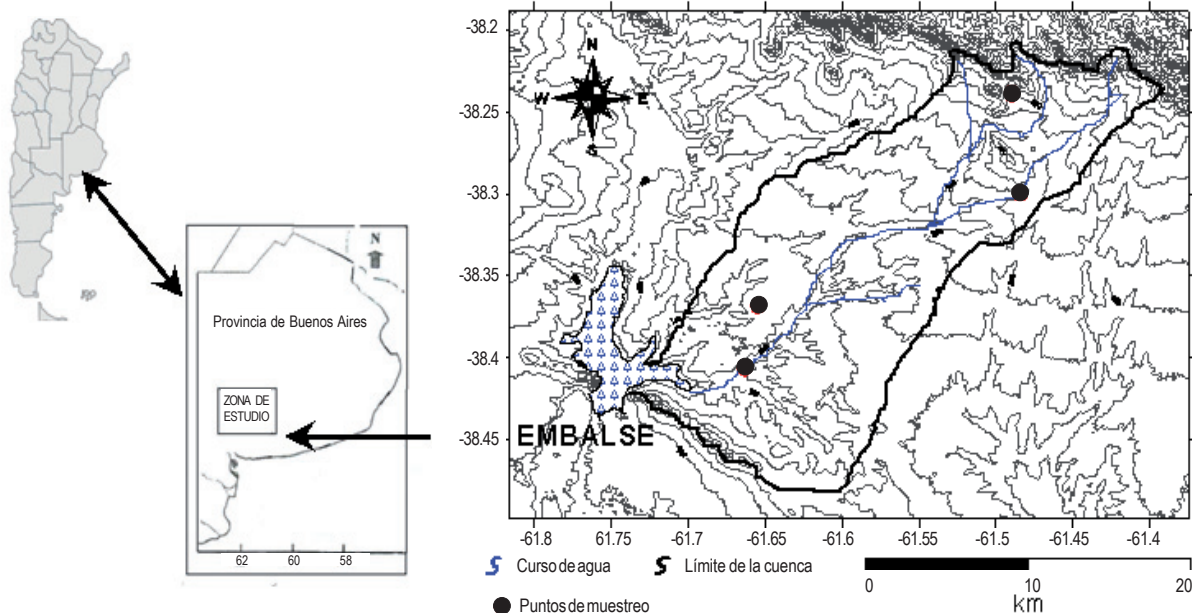 N
Provincia de Buenos Aires
ZONA DE
ESTUDIO
62 60 58
-38.2
-38.25
-38.3
-38.35
-38.4
-38.45
N
W E
S
EMBALSE
-61.8 -61.75 -61.7 -61.65 -61.6 -61.55 -61.5 -61.45 -61.4
Curso de agua Límite de la cuenca
Puntos de muestreo
0 10 20
km